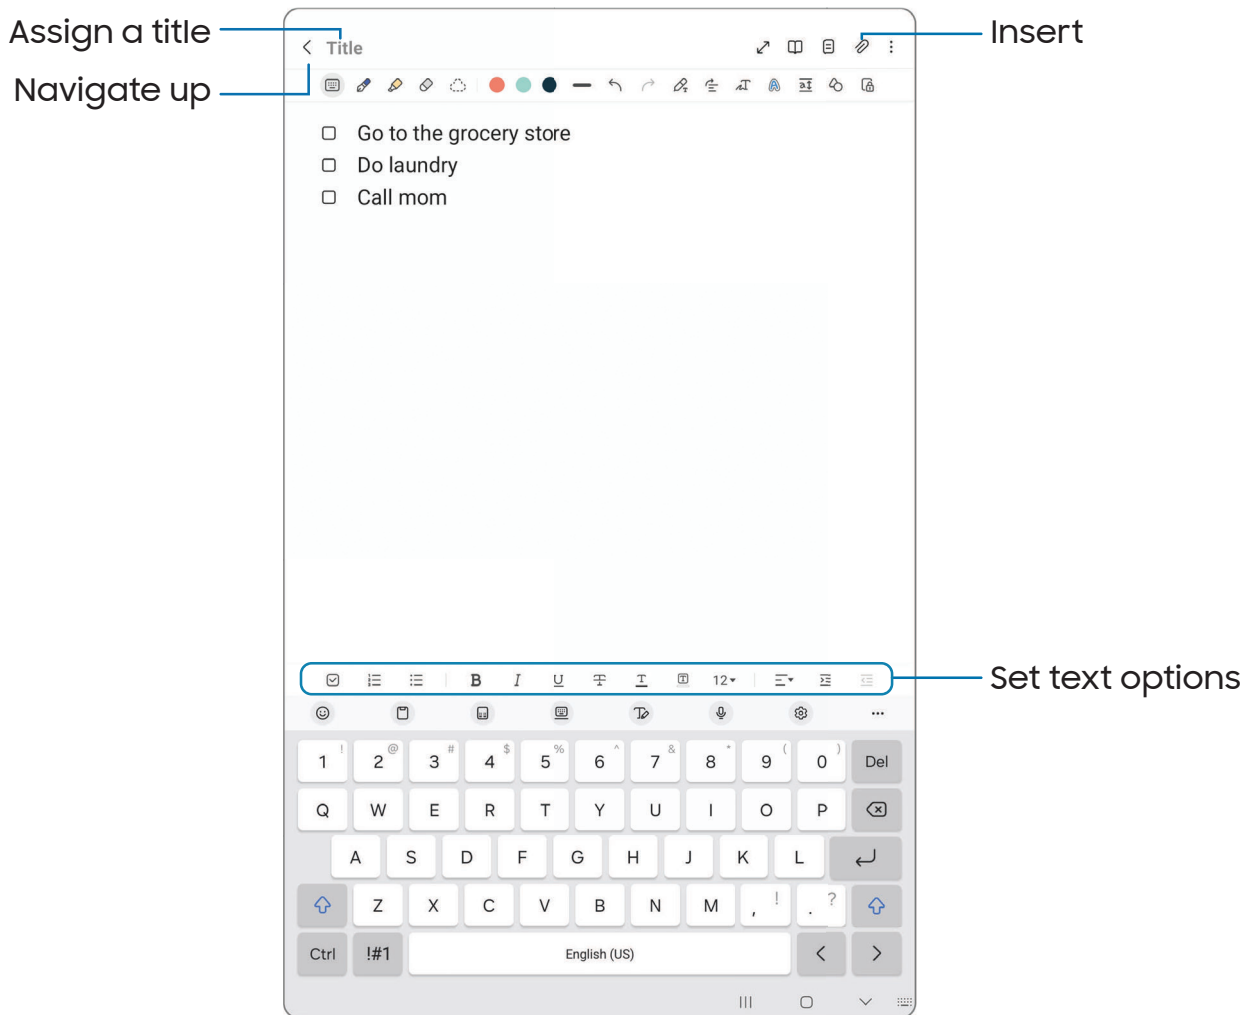 Assign a title
Insert
Title
Navigate up
Go to the grocery store
Do laundry
Call mom
B I U T T T 12
Set text options
1 ! 2 @ 3 # 4 $ 5 % 6 ^ 7 & 8 * 9 ( 0 ) Del
Q W E R T Y U I O P
A S D F G H J K L
Z X C V B N M , ! . ?
Ctrl !#1 English (US) < >